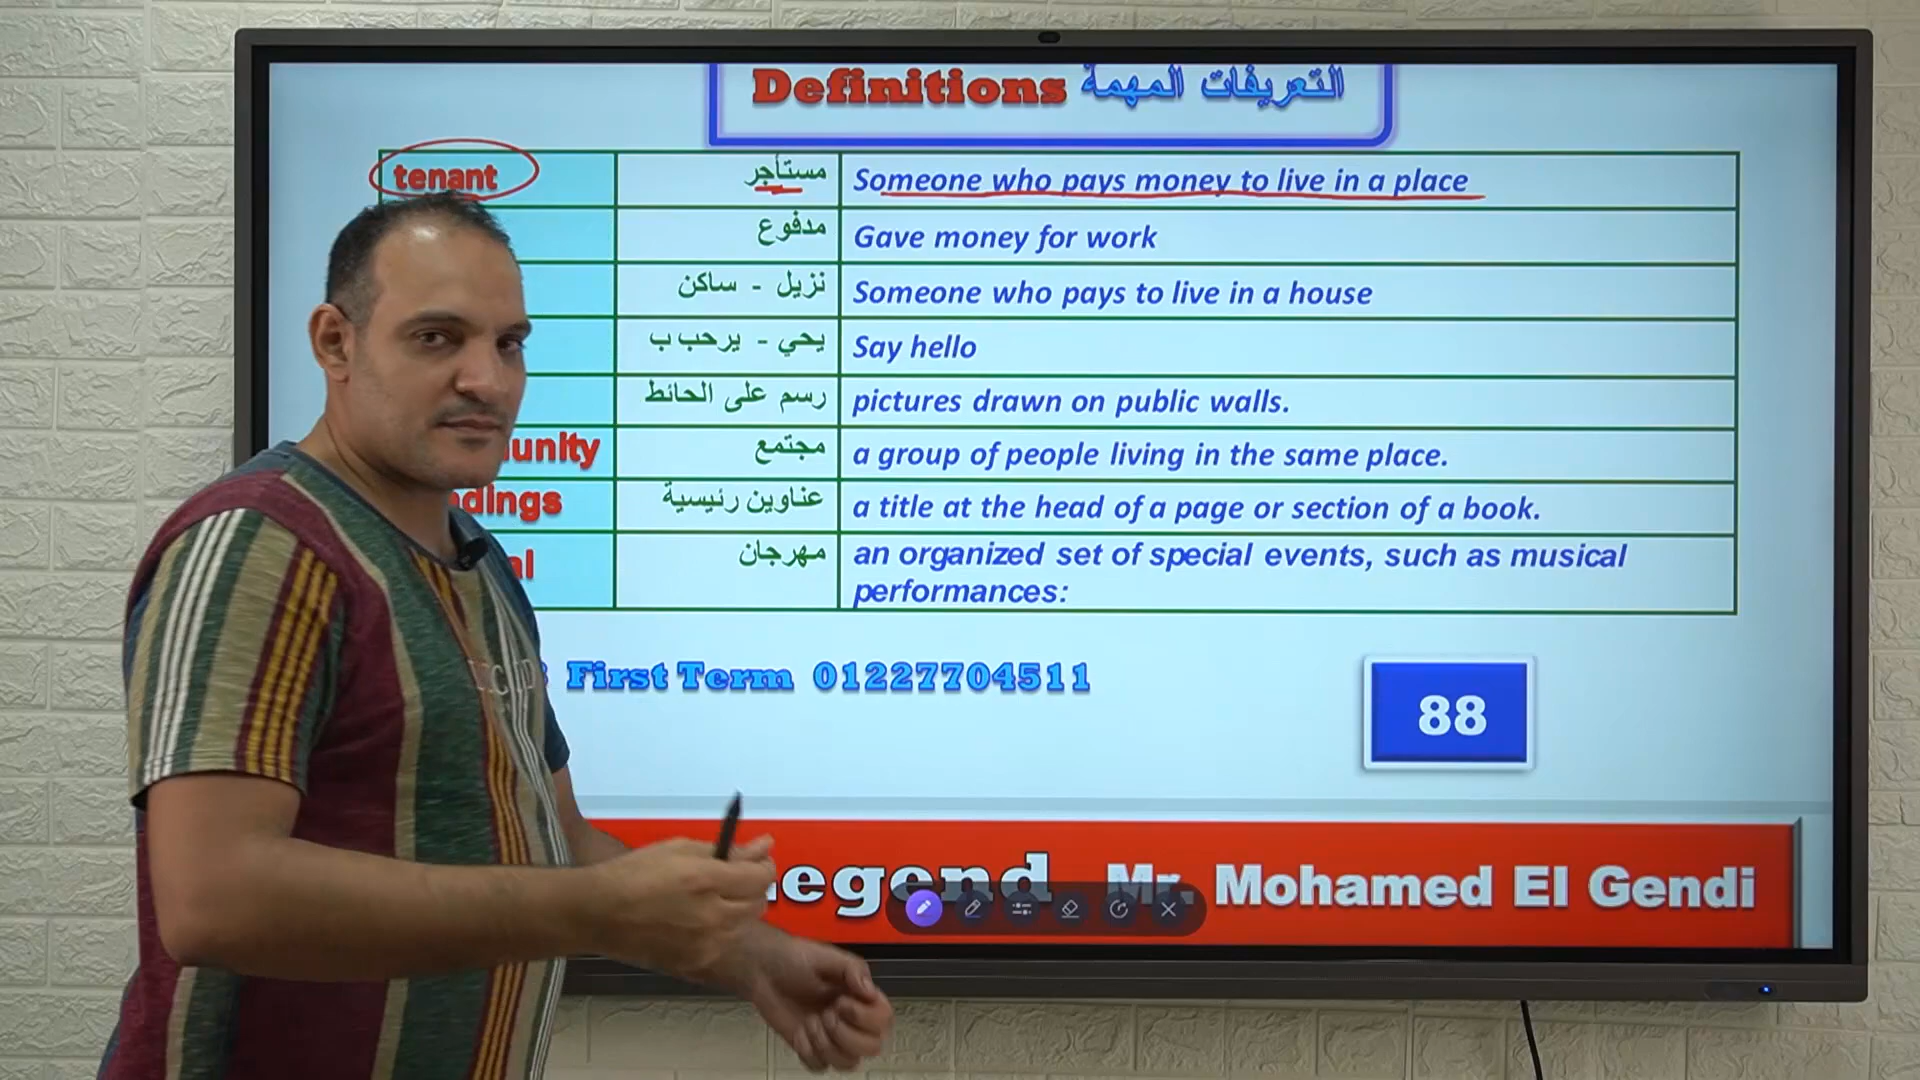 Definitions التعريفات المهمة
tenant مستأجر Someone who pays money to live in a place
مدفوع Gave money for work
نزيل - ساكن Someone who pays to live in a house
يحي - يرحب ب Say hello
رسم على الحائط pictures drawn on public walls.
unity مجتمع a group of people living in the same place.
dings عناوين رئيسية a title at the head of a page or section of a book.
al مهرجان an organized set of special events, such as musical
performances:
First Term 01227704511
88
egend Mr. Mohamed El Gendi